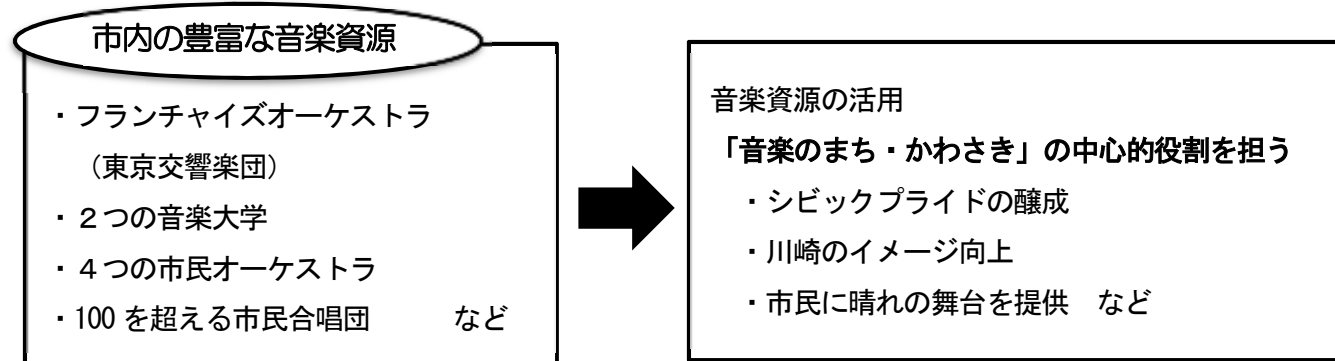 市内の豊富な音楽資源
・フランチャイズオーケストラ
（東京交響楽団）
・２つの音楽大学
・４つの市民オーケストラ
・100を超える市民合唱団　　など
音楽資源の活用
「音楽のまち・かわさき」の中心的役割を担う
・シビックプライドの醸成
・川崎のイメージ向上
・市民に晴れの舞台を提供　など